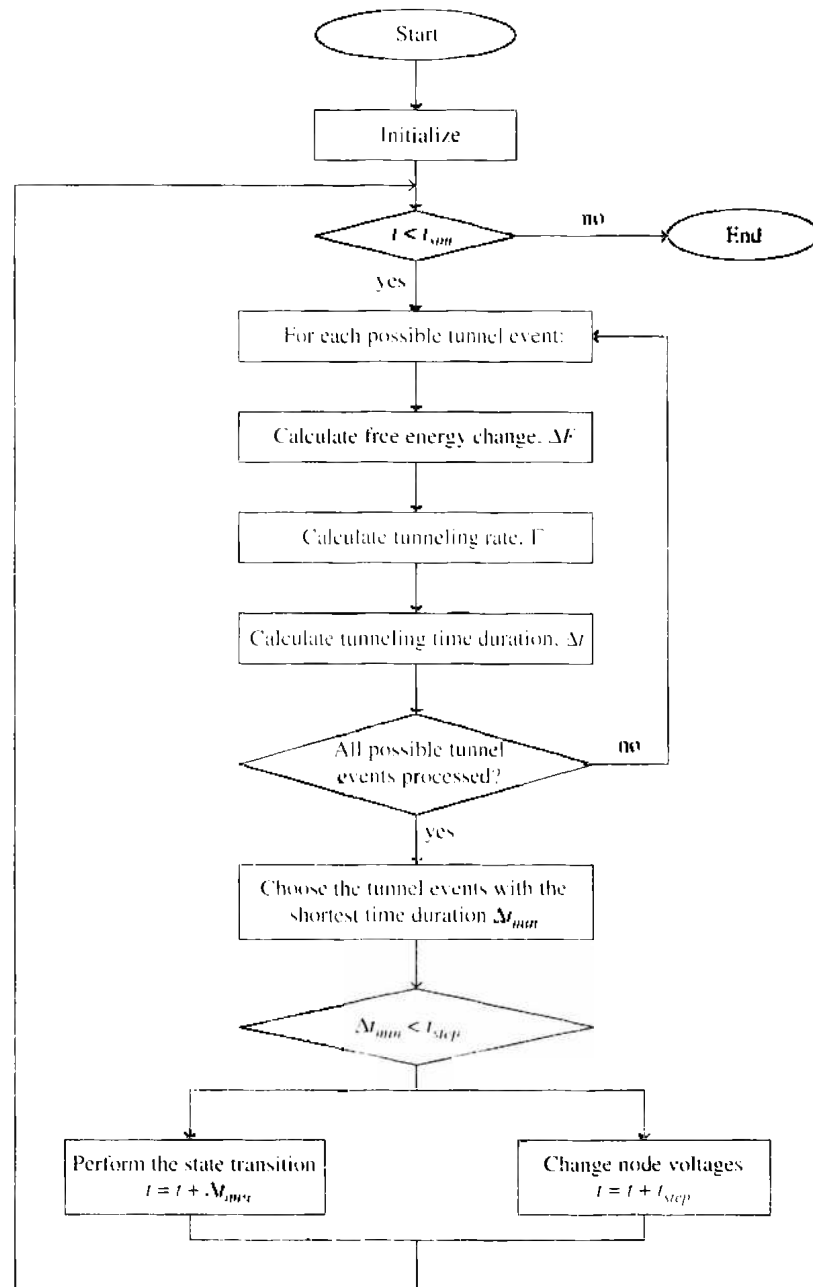 Start
Initialize
t < t_sim
no
End
yes
For each possible tunnel event:
Calculate free energy change, ΔF
Calculate tunneling rate, Γ
Calculate tunneling time duration, Δt
All possible tunnel
events processed?
no
yes
Choose the tunnel events with the
shortest time duration Δt_min
Δt_min < t_step
Perform the state transition
t = t + Δt_min
Change node voltages
t = t + t_step